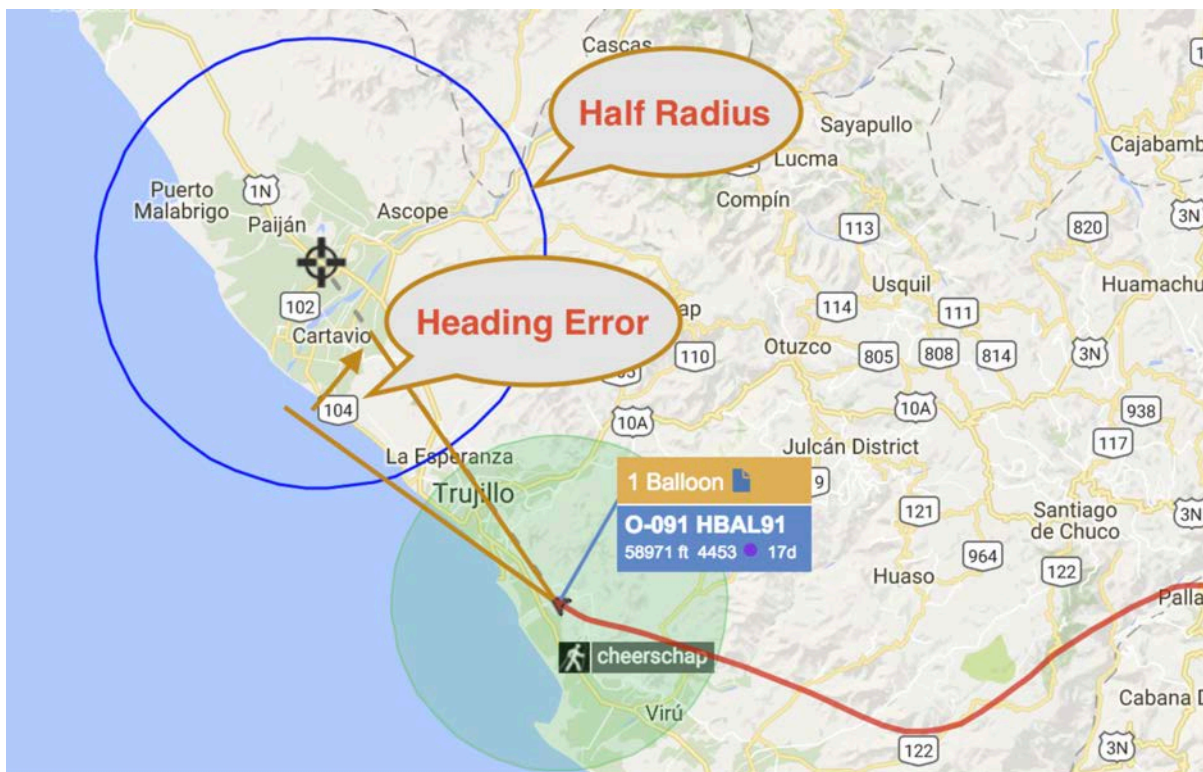 Cascas
Half Radius
Sayapullo
Cajabamb
Lucma
Puerto
Malabrigo
1N
Compín
3N
Ascope
Paiján
113
820
Usquil
Huamachu
102
114
111
Heading Error
ap
Cartavio
110
Otuzco
805
808
814
3N
104
10A
10A
938
117
La Esperanza
Julcán District
Trujillo
1 Balloon
9
O-091 HBAL91
58971 ft 4453 17d
121
Santiago
de Chuco
3N
964
122
Huaso
Palla
cheerschap
Virú
Cabana D
122
3N